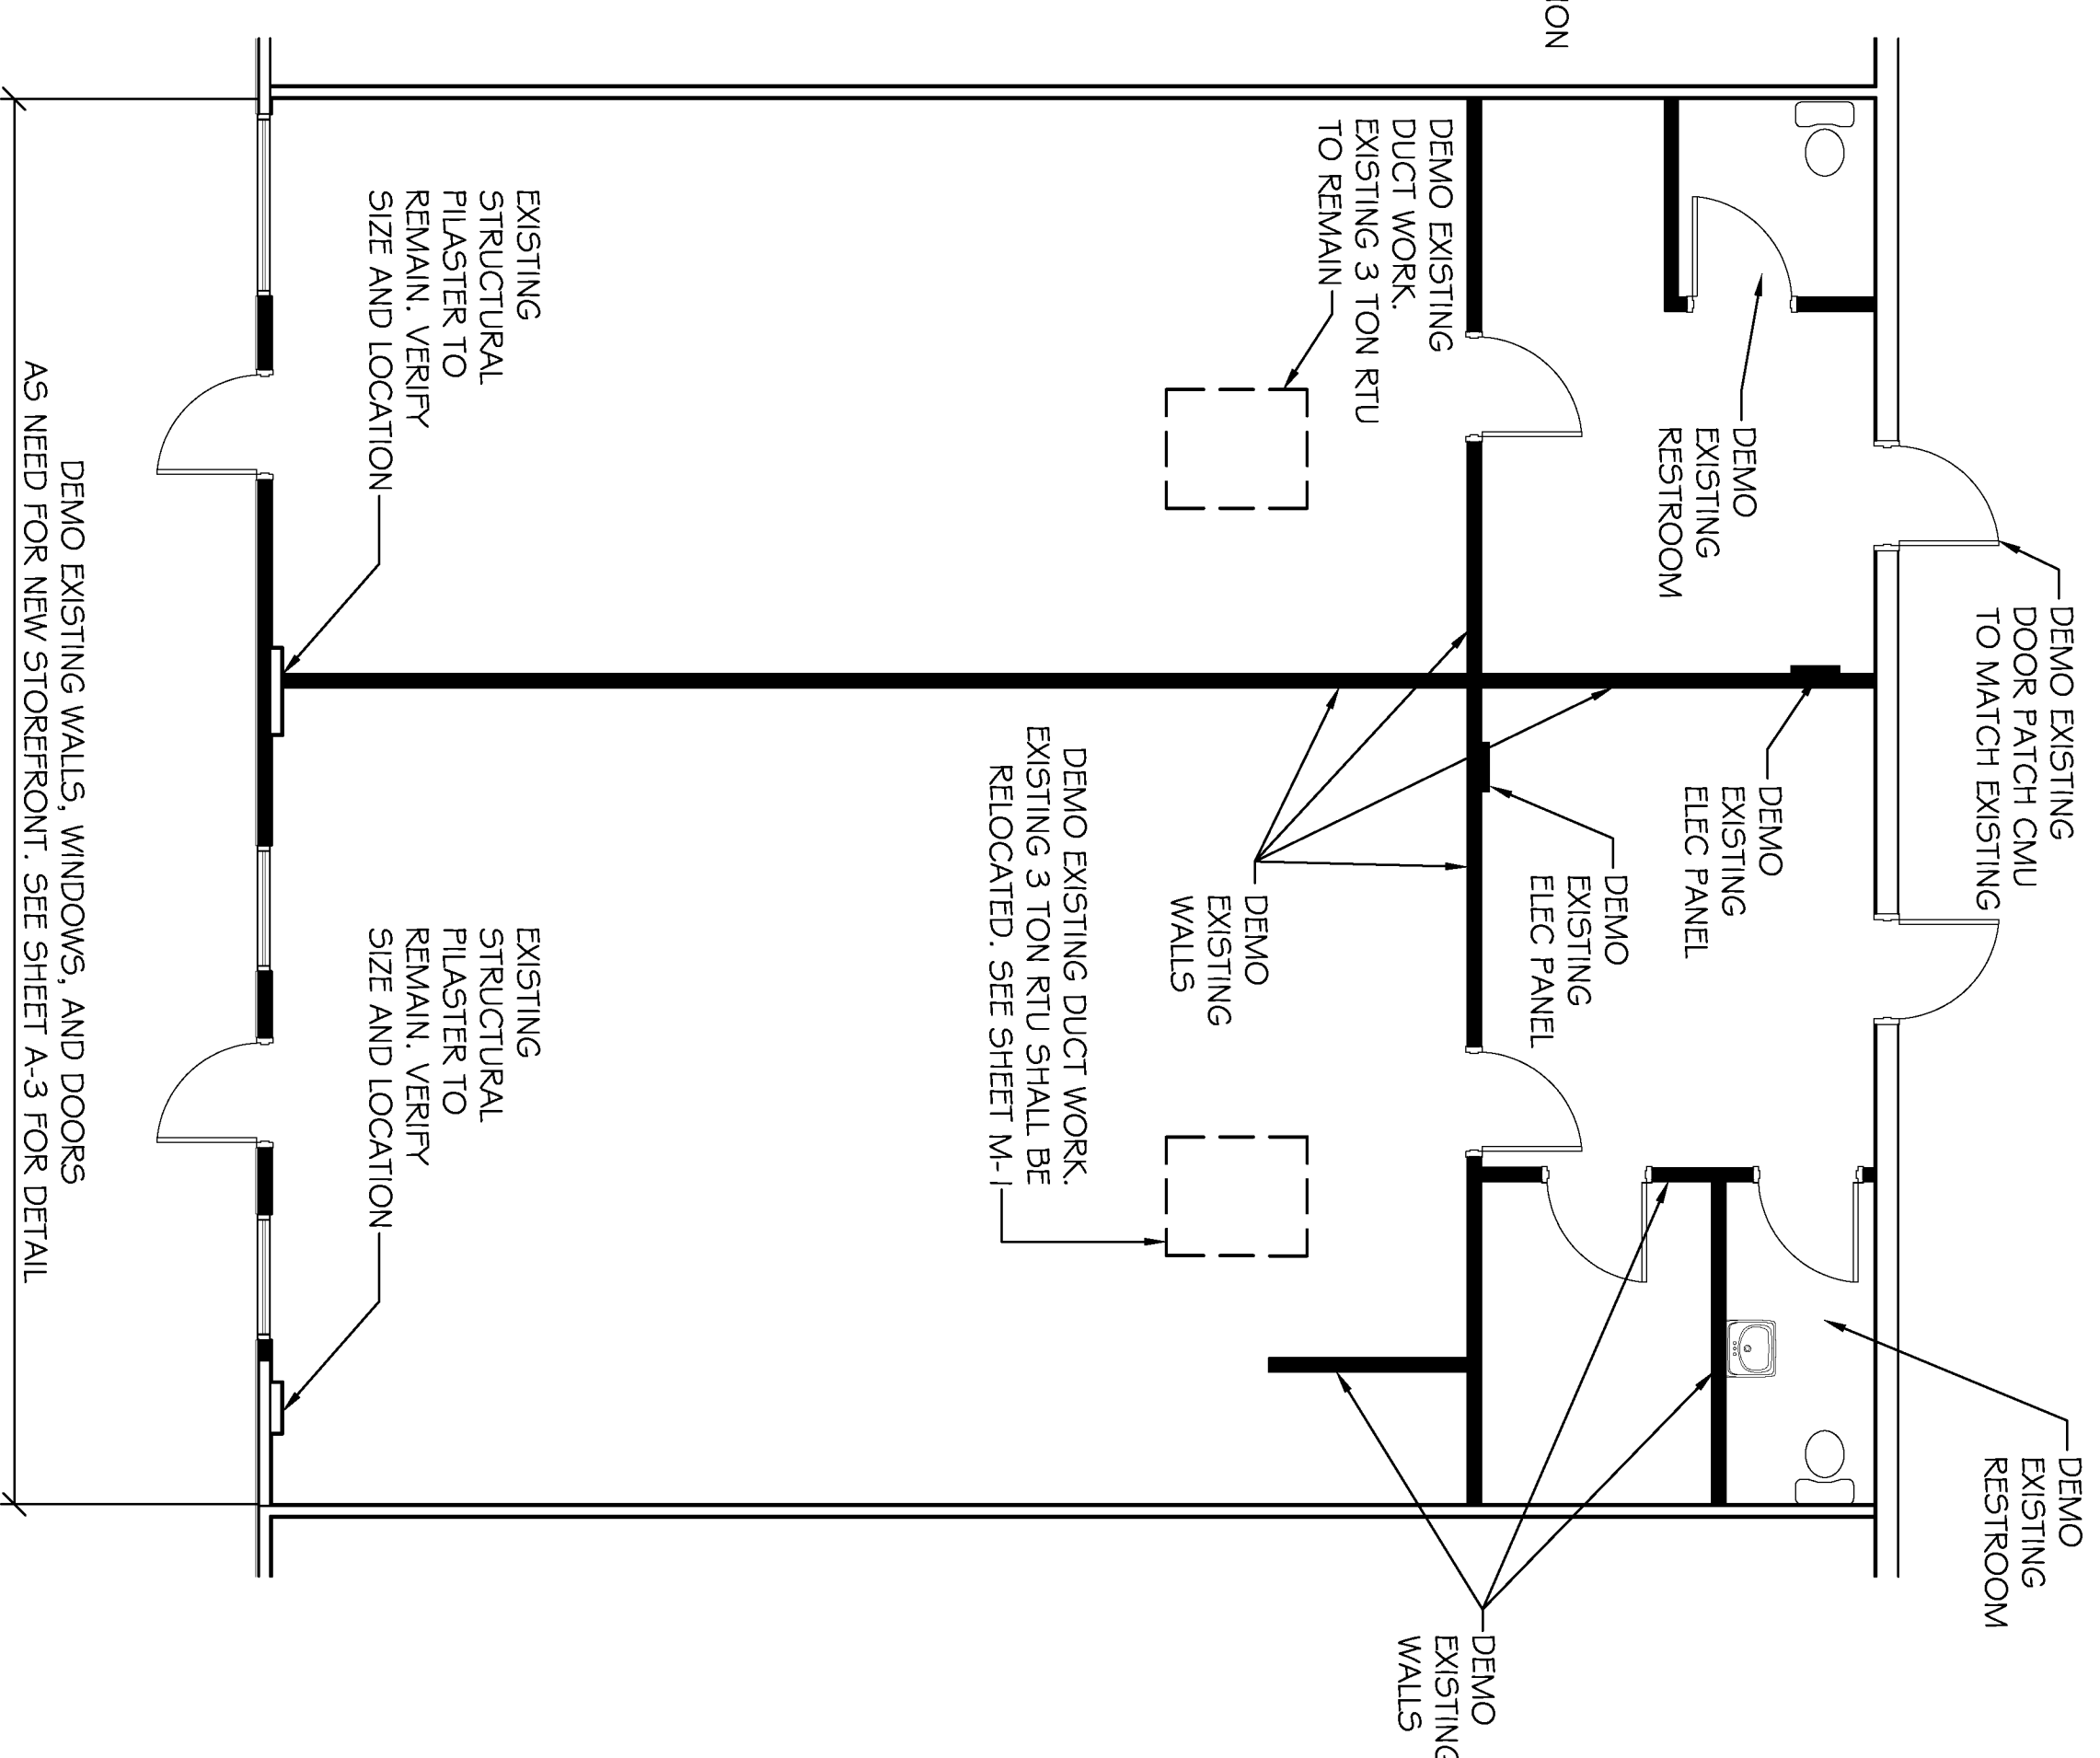 ION
DEMO EXISTING
DOOR PATCH CMU
TO MATCH EXISTING
DEMO
EXISTING
RESTROOM
DEMO
EXISTING
RESTROOM
DEMO
EXISTING
ELEC PANEL
DEMO
EXISTING
ELEC PANEL
DEMO EXISTING
DUCT WORK.
EXISTING 3 TON RTU
TO REMAIN
DEMO
EXISTING
WALLS
DEMO
EXISTING
WALLS
DEMO EXISTING DUCT WORK.
EXISTING 3 TON RTU SHALL BE
RELOCATED. SEE SHEET M-1
EXISTING
STRUCTURAL
PILASTER TO
REMAIN. VERIFY
SIZE AND LOCATION
EXISTING
STRUCTURAL
PILASTER TO
REMAIN. VERIFY
SIZE AND LOCATION
DEMO EXISTING WALLS, WINDOWS, AND DOORS
AS NEED FOR NEW STOREFRONT. SEE SHEET A-3 FOR DETAIL